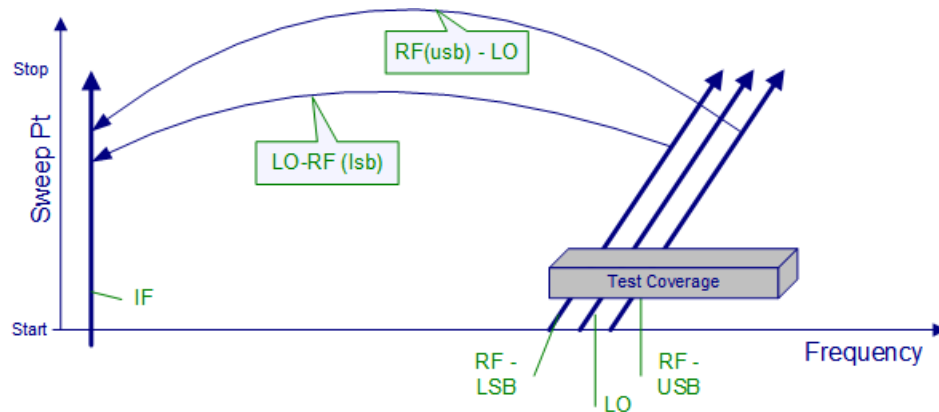 RF(usb) - LO
Stop
LO-RF (lsb)
Sweep Pt
Test Coverage
IF
Start
Frequency
RF -
LSB
RF -
USB
LO